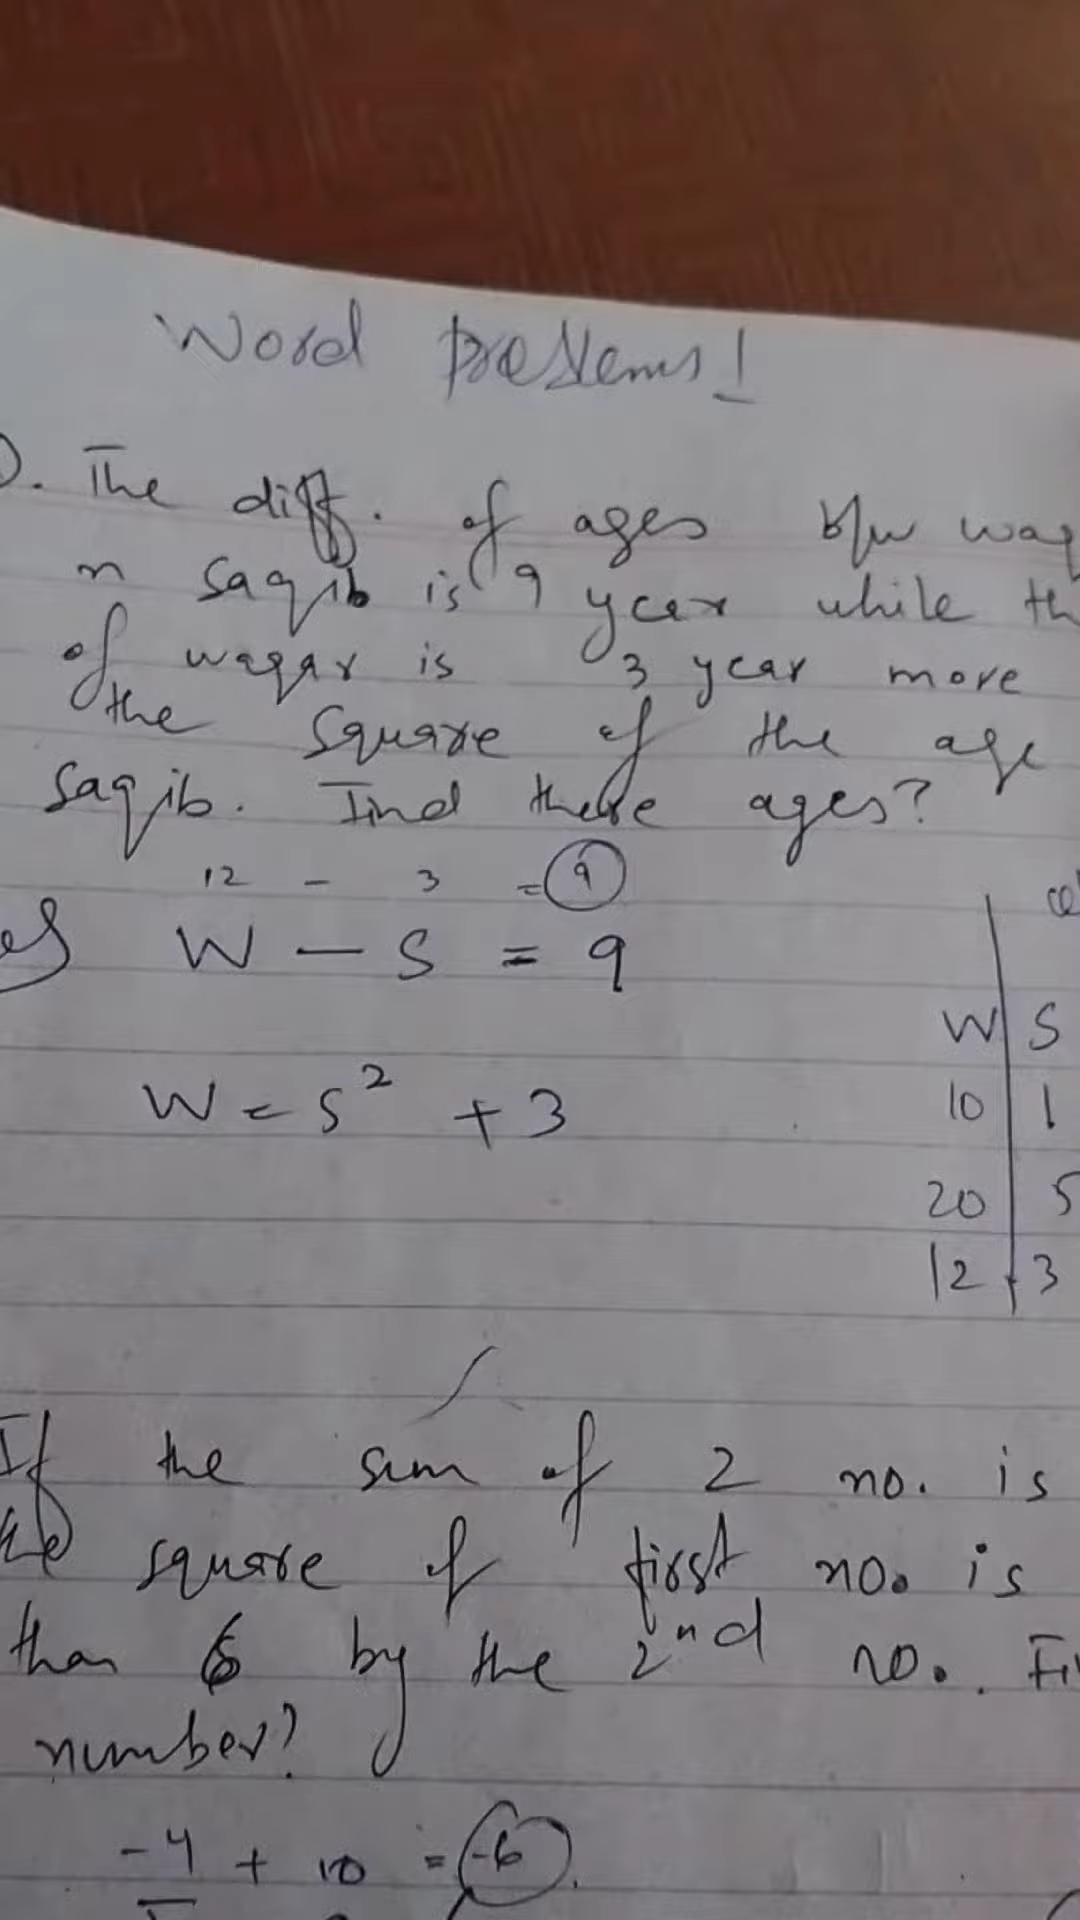 Word Problems!
. The diff. of ages b/w
n saqib is 9 year while
of waqar is 3 year more
the square of the age
saqib. Find there ages?
12 - 3 = 9
W - S = 9
W S
W = S² + 3
10 1
20 5
12 3
If the sum of 2 no. is
square of first no. is
than 6 by the 2nd no.
number?
-4 + 10 = -6